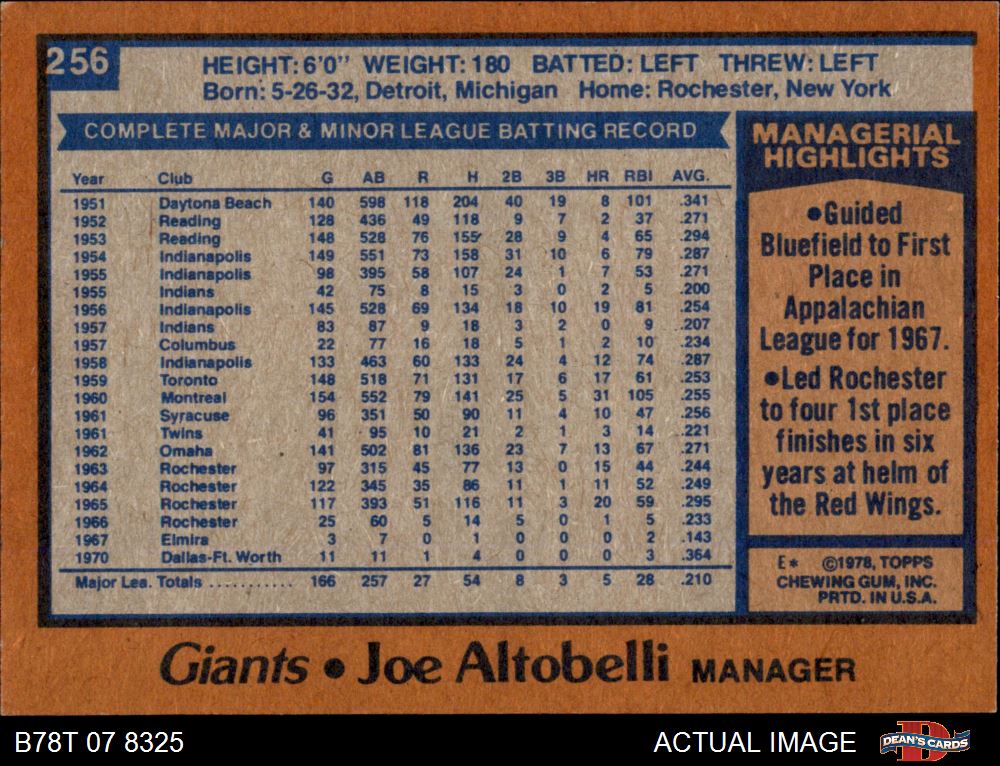 256
HEIGHT: 6'0" WEIGHT: 180 BATTED: LEFT THREW: LEFT
Born: 5-26-32, Detroit, Michigan Home: Rochester, New York
COMPLETE MAJOR & MINOR LEAGUE BATTING RECORD
Year Club G AB R H 2B 3B HR RBI AVG.
1951 Daytona Beach 140 598 118 204 40 19 8 101 .341
1952 Reading 128 436 49 118 9 7 2 37 .271
1953 Reading 148 528 76 155 28 9 4 65 .294
1954 Indianapolis 149 551 73 158 31 10 6 79 .287
1955 Indianapolis 98 395 58 107 24 1 7 53 .271
1955 Indians 42 75 8 15 3 0 2 5 .200
1956 Indianapolis 145 528 69 134 18 10 19 81 .254
1957 Indians 83 87 9 18 3 2 0 9 .207
1957 Columbus 22 77 16 18 5 1 2 10 .234
1958 Indianapolis 133 463 60 133 24 4 12 74 .287
1959 Toronto 148 518 71 131 17 6 17 61 .253
1960 Montreal 154 552 79 141 25 5 31 105 .255
1961 Syracuse 96 351 50 90 11 4 10 47 .256
1961 Twins 41 95 10 21 2 1 3 14 .221
1962 Omaha 141 502 81 136 23 7 13 67 .271
1963 Rochester 97 315 45 77 13 0 15 44 .244
1964 Rochester 122 345 35 86 11 1 11 52 .249
1965 Rochester 117 393 51 116 11 3 20 59 .295
1966 Rochester 25 60 5 14 5 0 1 5 .233
1967 Elmira 3 7 0 1 0 0 0 2 .143
1970 Dallas-Ft. Worth 11 11 1 4 0 0 0 3 .364
Major Lea. Totals ........... 166 257 27 54 8 3 5 28 .210
MANAGERIAL
HIGHLIGHTS
●Guided
Bluefield to First
Place in
Appalachian
League for 1967.
●Led Rochester
to four 1st place
finishes in six
years at helm of
the Red Wings.
E* ©1978, TOPPS
CHEWING GUM, INC.
PRTD. IN U.S.A.
Giants ● Joe Altobelli MANAGER
B78T 07 8325
ACTUAL IMAGE
D
DEAN'S CARDS